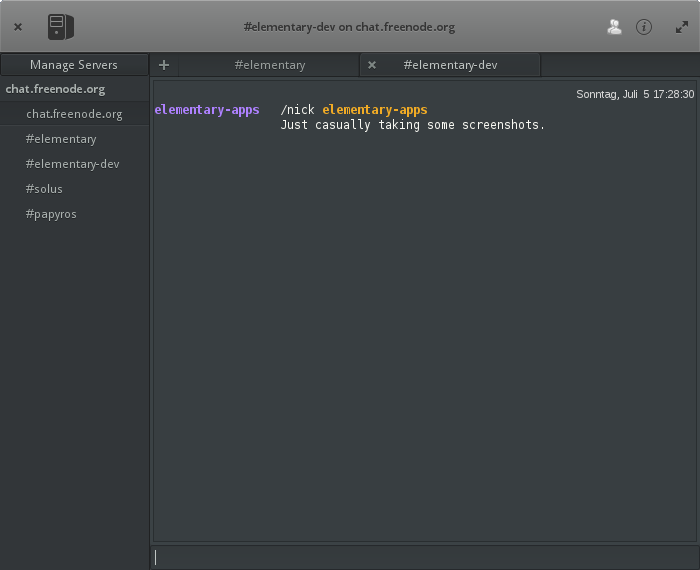 #elementary-dev on chat.freenode.org
Manage Servers
#elementary
#elementary-dev
chat.freenode.org
chat.freenode.org
#elementary
#elementary-dev
#solus
#papyros
Sonntag, Juli 5 17:28:30
elementary-apps /nick elementary-apps
Just casually taking some screenshots.